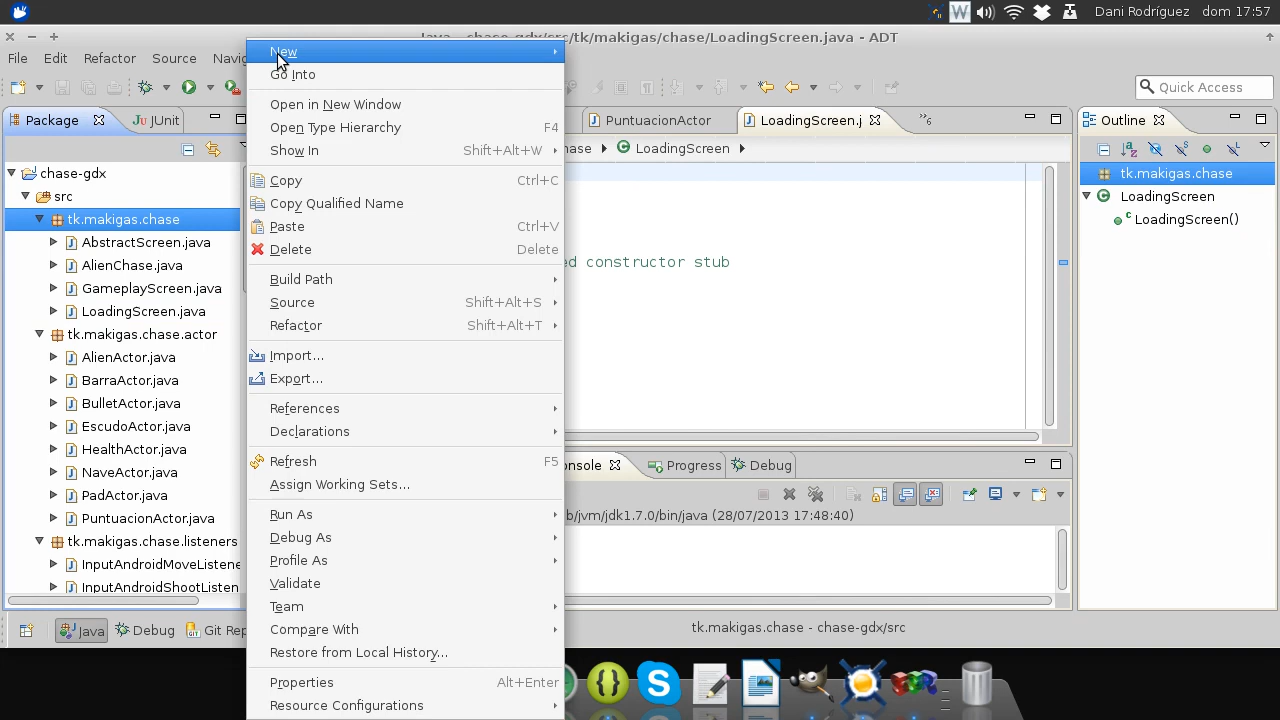 Dani Rodríguez dom 17:57
Java - chase-gdx/src/tk/makigas/chase/LoadingScreen.java - ADT
File Edit Refactor Source Navig
Quick Access
Package
JUnit
PuntuacionActor
LoadingScreen.j
6
Outline
hase LoadingScreen
chase-gdx
src
tk.makigas.chase
AbstractScreen.java
AlienChase.java
GameplayScreen.java
LoadingScreen.java
tk.makigas.chase.actor
AlienActor.java
BarraActor.java
BulletActor.java
EscudoActor.java
HealthActor.java
NaveActor.java
PadActor.java
PuntuacionActor.java
tk.makigas.chase.listeners
InputAndroidMoveListene
InputAndroidShootListen
New
Go Into
Open in New Window
Open Type Hierarchy F4
Show In Shift+Alt+W
Copy Ctrl+C
Copy Qualified Name
Paste Ctrl+V
Delete Delete
Build Path
Source Shift+Alt+S
Refactor Shift+Alt+T
Import...
Export...
References
Declarations
Refresh F5
Assign Working Sets...
Run As
Debug As
Profile As
Validate
Team
Compare With
Restore from Local History...
Properties Alt+Enter
Resource Configurations
ed constructor stub
tk.makigas.chase
LoadingScreen
LoadingScreen()
onsole Progress Debug
b/jvm/jdk1.7.0/bin/java (28/07/2013 17:48:40)
Java Debug Git Rep
tk.makigas.chase - chase-gdx/src